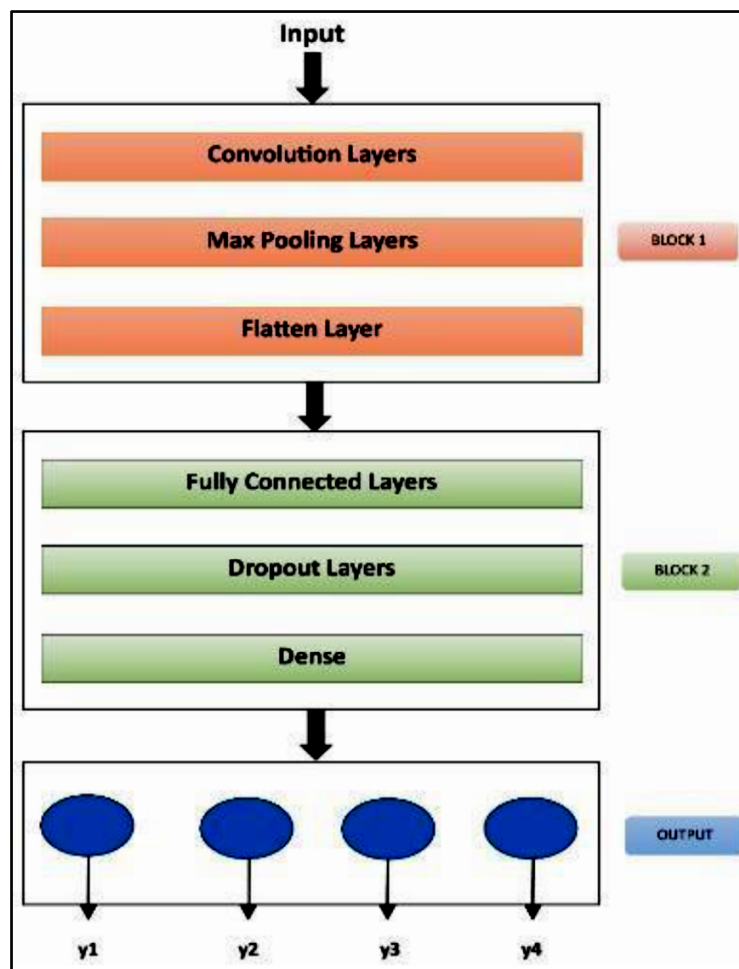 Input
Convolution Layers
Max Pooling Layers
BLOCK 1
Flatten Layer
Fully Connected Layers
Dropout Layers
BLOCK 2
Dense
OUTPUT
y1 y2 y3 y4